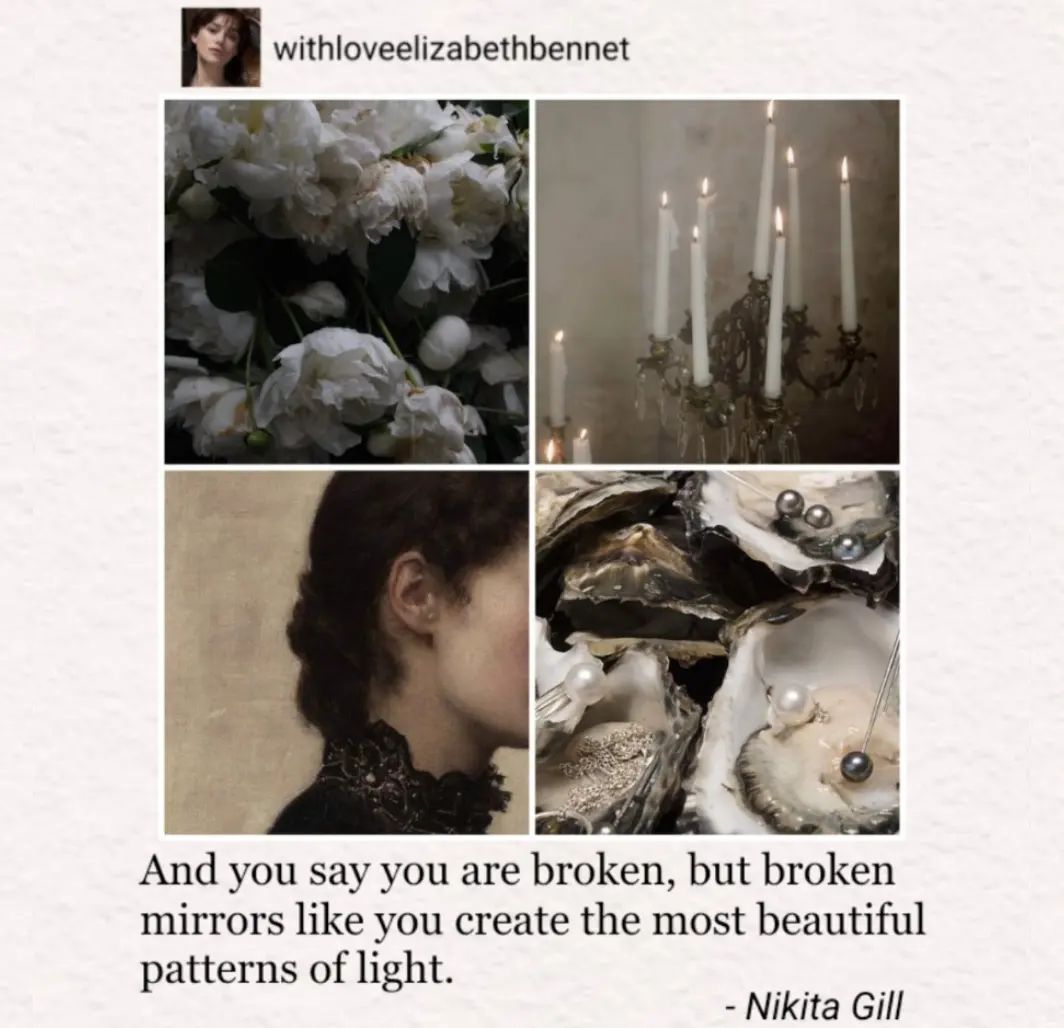 withloveelizabethbennet
And you say you are broken, but broken
mirrors like you create the most beautiful
patterns of light.
- Nikita Gill